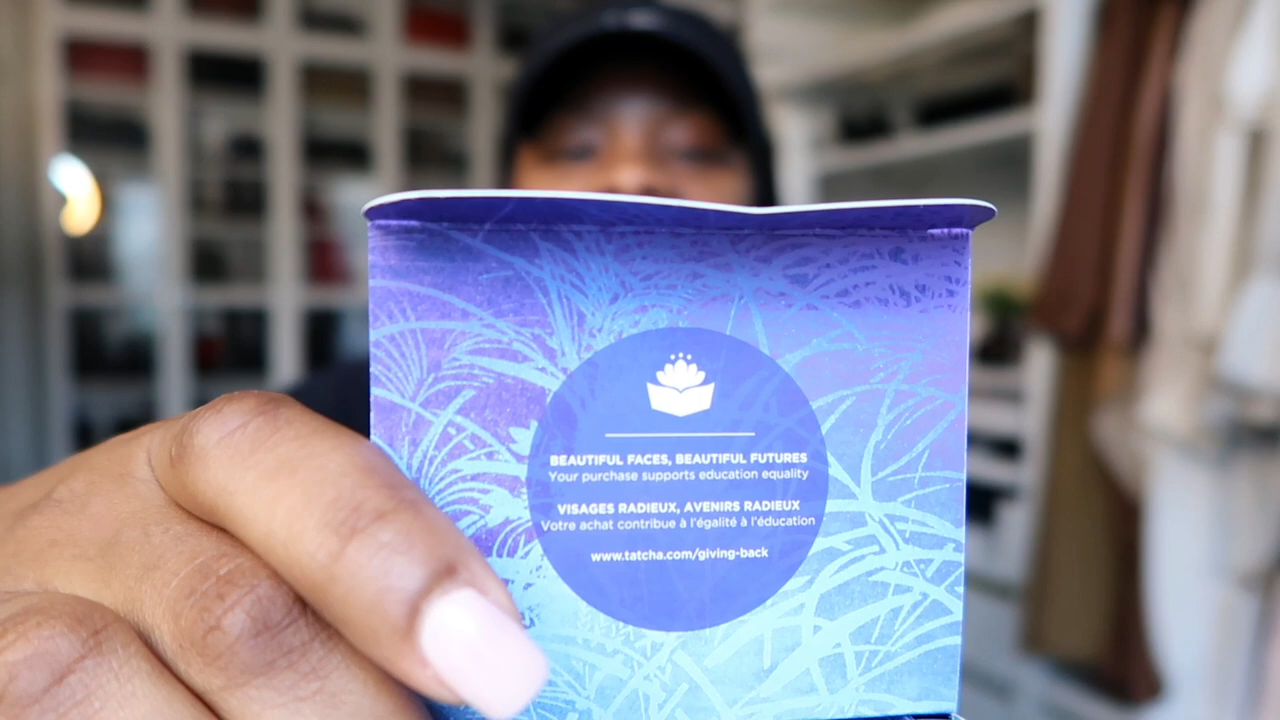 BEAUTIFUL FACES, BEAUTIFUL FUTURES
Your purchase supports education equality
VISAGES RADIEUX, AVENIRS RADIEUX
Votre achat contribue à l'égalité à l'éducation
www.tatcha.com/giving-back